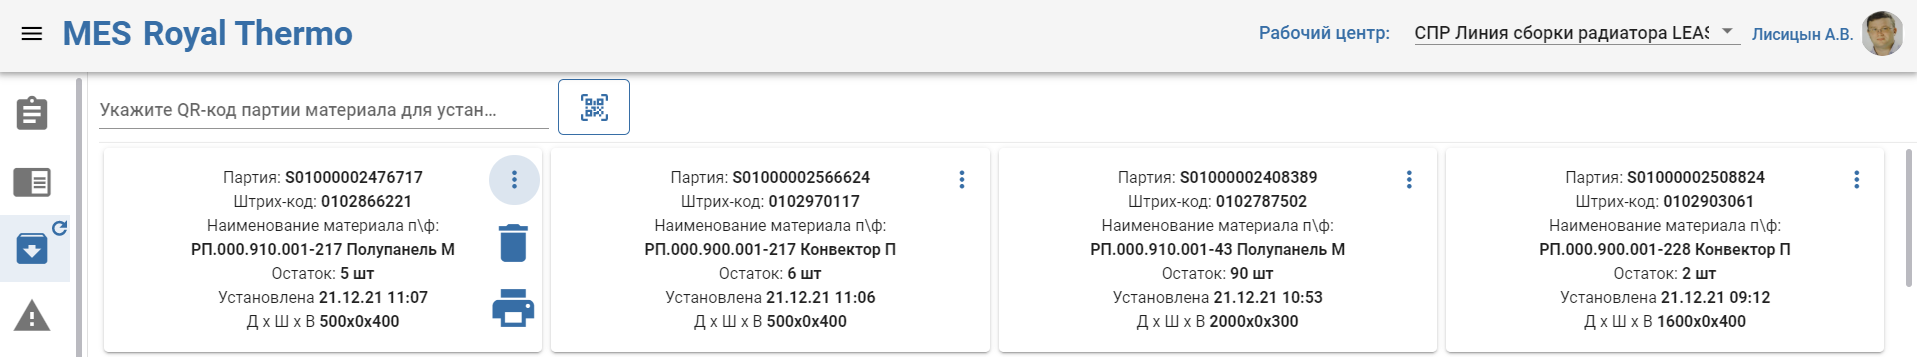 MES Royal Thermo
Рабочий центр:
СПР Линия сборки радиатора LEAS
Лисицын А.В.
Укажите QR-код партии материала для устан...
Партия: S01000002476717
Штрих-код: 0102866221
Наименование материала п\ф:
РП.000.910.001-217 Полупанель М
Остаток: 5 шт
Установлена 21.12.21 11:07
Д х Ш х В 500x0x400
Партия: S01000002566624
Штрих-код: 0102970117
Наименование материала п\ф:
РП.000.900.001-217 Конвектор П
Остаток: 6 шт
Установлена 21.12.21 11:06
Д х Ш х В 500x0x400
Партия: S01000002408389
Штрих-код: 0102787502
Наименование материала п\ф:
РП.000.910.001-43 Полупанель М
Остаток: 90 шт
Установлена 21.12.21 10:53
Д х Ш х В 2000x0x300
Партия: S01000002508824
Штрих-код: 0102903061
Наименование материала п\ф:
РП.000.900.001-228 Конвектор П
Остаток: 2 шт
Установлена 21.12.21 09:12
Д х Ш х В 1600x0x400